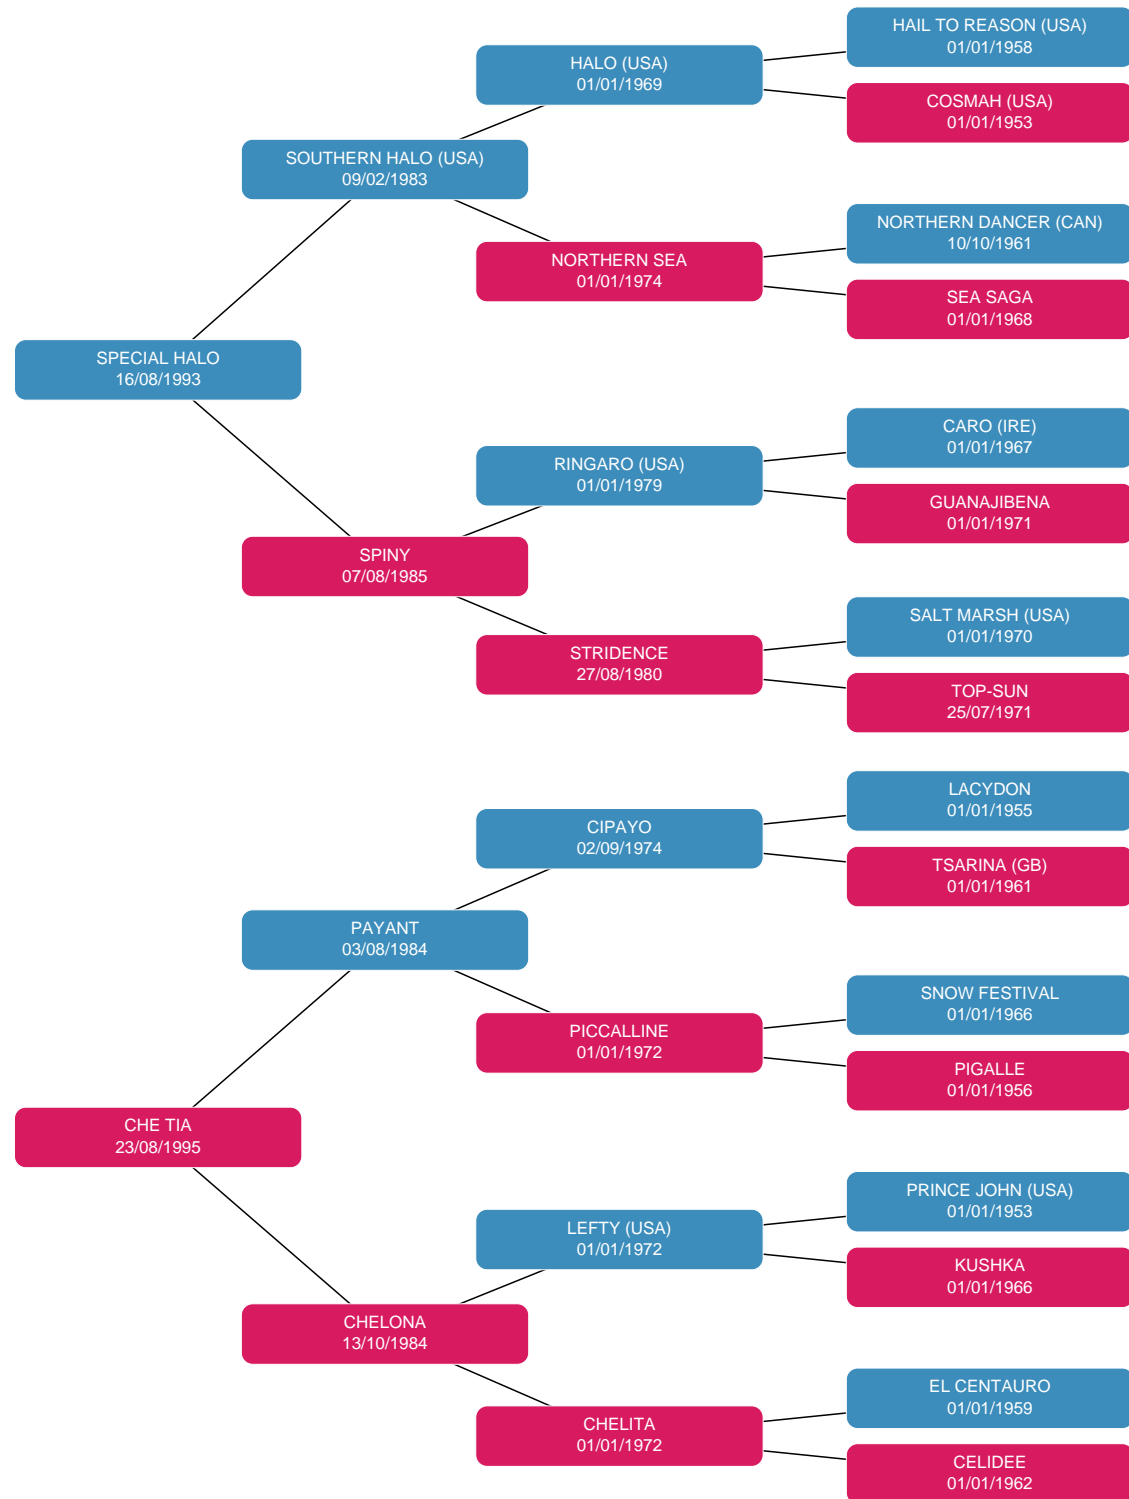 HAIL TO REASON (USA)
01/01/1958
HALO (USA)
01/01/1969
COSMAH (USA)
01/01/1953
SOUTHERN HALO (USA)
09/02/1983
NORTHERN DANCER (CAN)
10/10/1961
NORTHERN SEA
01/01/1974
SEA SAGA
01/01/1968
SPECIAL HALO
16/08/1993
CARO (IRE)
01/01/1967
RINGARO (USA)
01/01/1979
GUANAJIBENA
01/01/1971
SPINY
07/08/1985
SALT MARSH (USA)
01/01/1970
STRIDENCE
27/08/1980
TOP-SUN
25/07/1971
LACYDON
01/01/1955
CIPAYO
02/09/1974
TSARINA (GB)
01/01/1961
PAYANT
03/08/1984
SNOW FESTIVAL
01/01/1966
PICCALLINE
01/01/1972
PIGALLE
01/01/1956
CHE TIA
23/08/1995
PRINCE JOHN (USA)
01/01/1953
LEFTY (USA)
01/01/1972
KUSHKA
01/01/1966
CHELONA
13/10/1984
EL CENTAURO
01/01/1959
CHELITA
01/01/1972
CELIDEE
01/01/1962